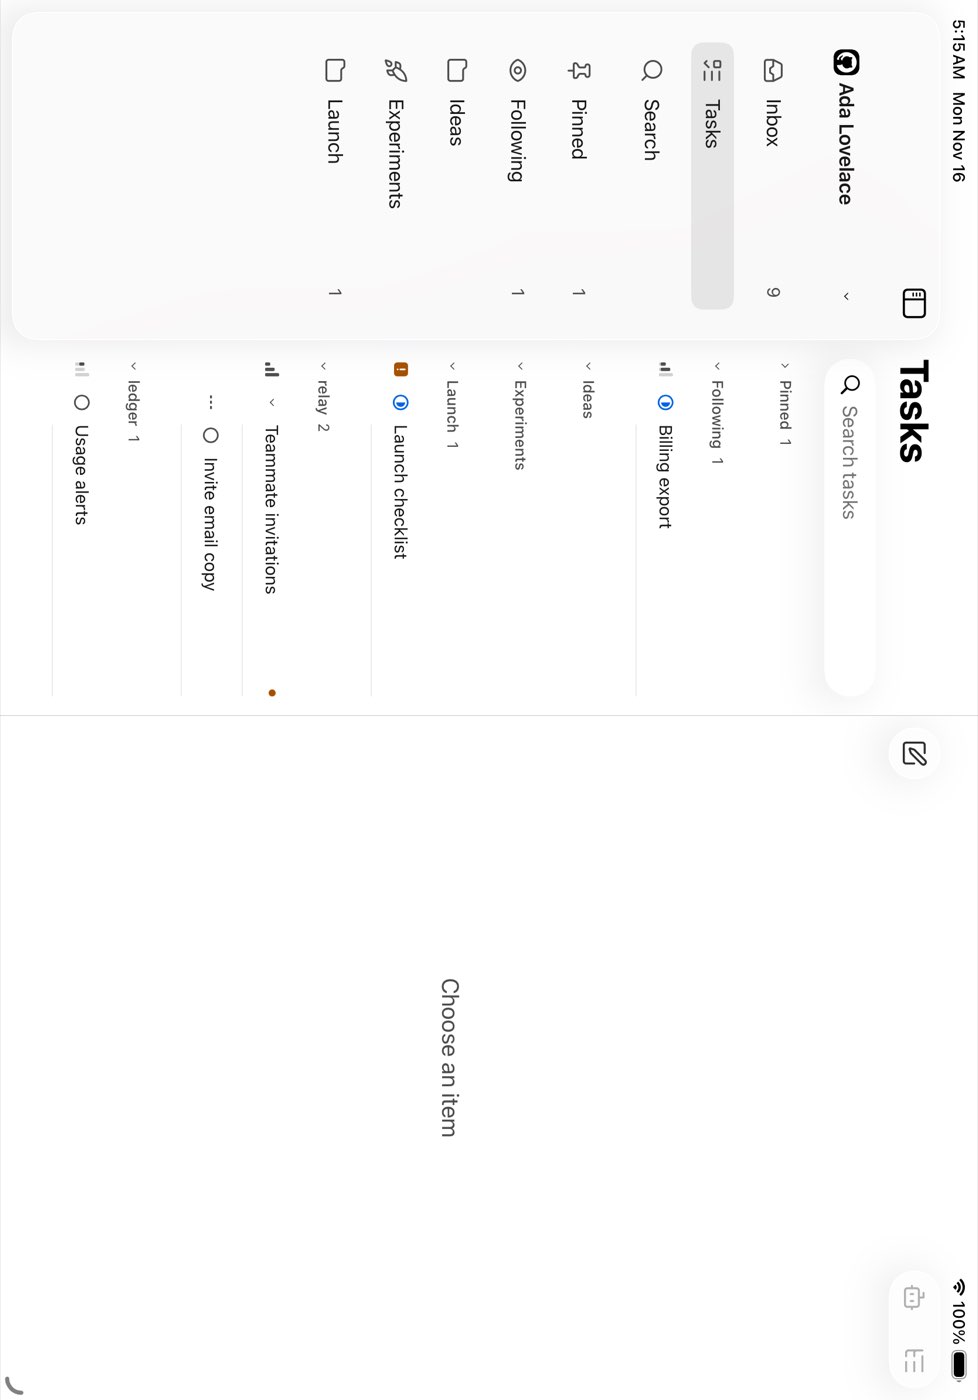 5:15 AM Mon Nov 16
100%
Ada Lovelace
Inbox 9
Tasks
Search
Pinned 1
Following 1
Ideas
Experiments
Launch 1
Tasks
Search tasks
Pinned 1
Following 1
Billing export
Ideas
Experiments
Launch 1
Launch checklist
relay 2
Teammate invitations
Invite email copy
ledger 1
Usage alerts
Choose an item